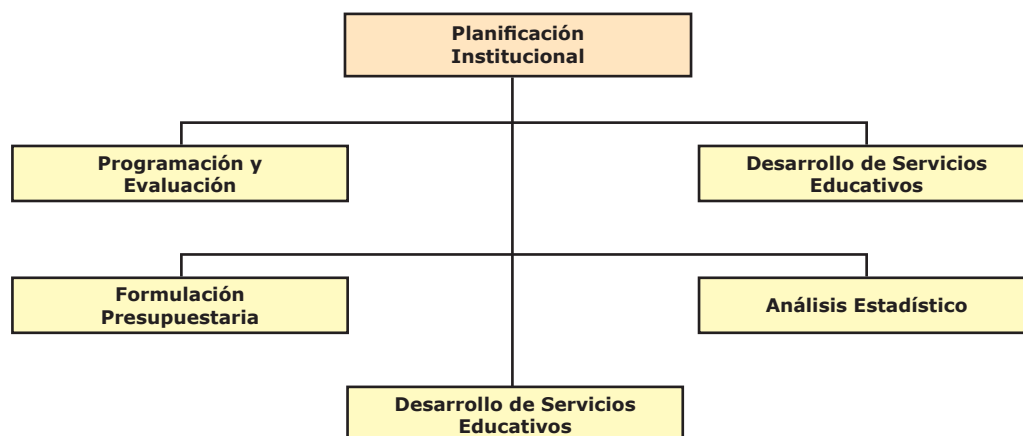 Planificación
Institucional
Programación y
Evaluación
Desarrollo de Servicios
Educativos
Formulación
Presupuestaria
Análisis Estadístico
Desarrollo de Servicios
Educativos